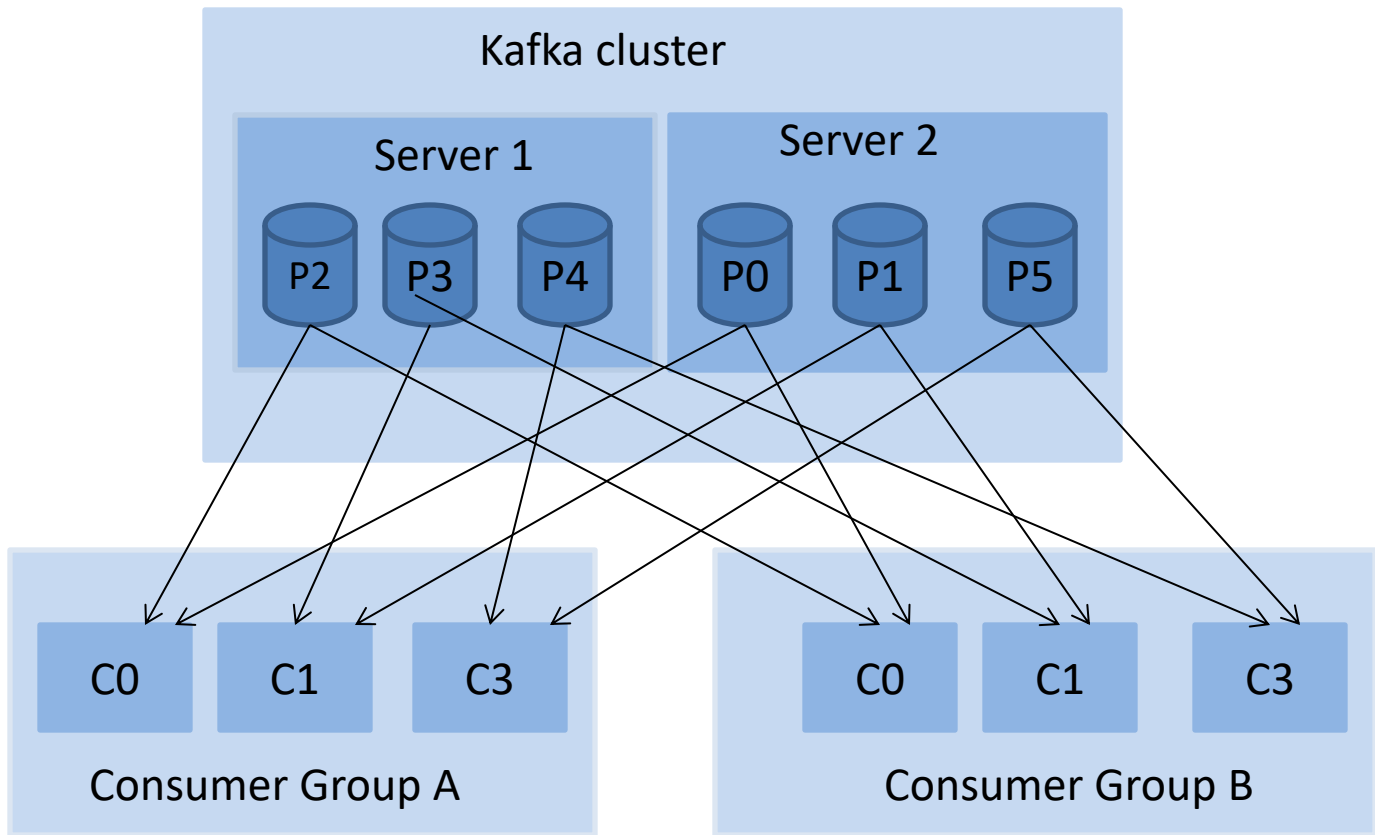 Kafka cluster
Server 1
Server 2
P2
P3
P4
P0
P1
P5
C0
C1
C3
C0
C1
C3
Consumer Group A
Consumer Group B